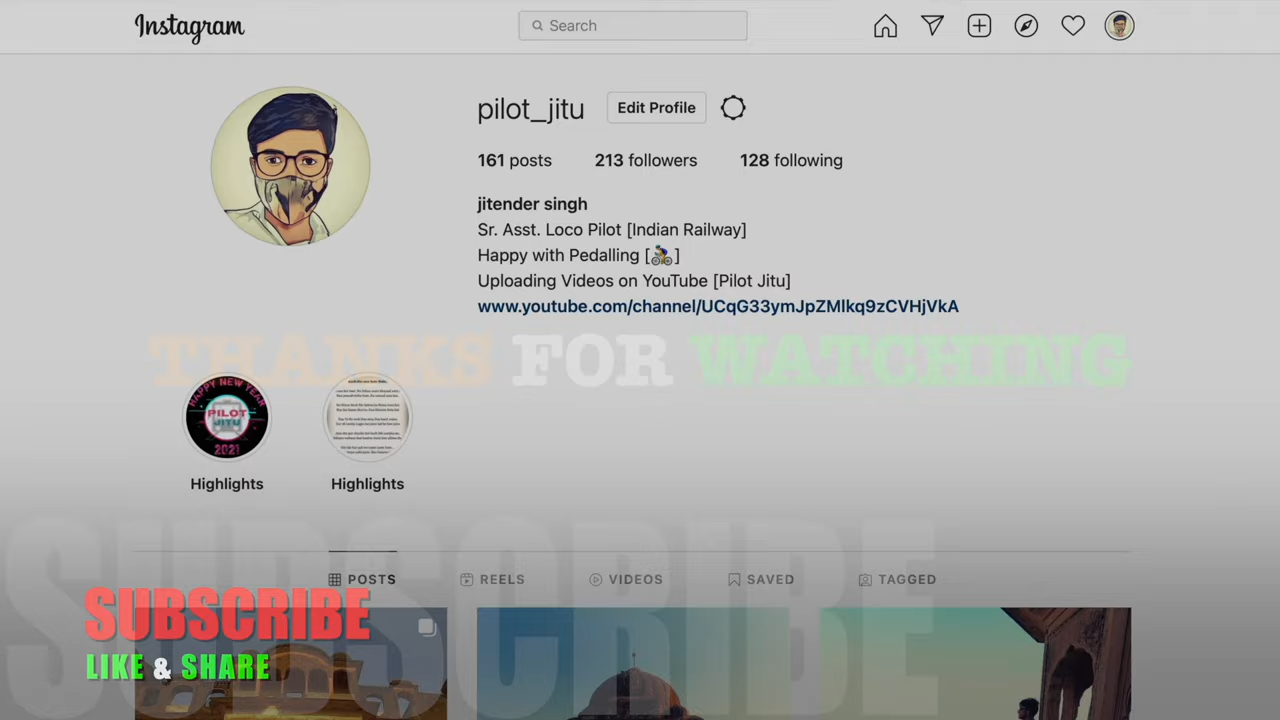 Instagram
Search
pilot_jitu
Edit Profile
161 posts 213 followers 128 following
jitender singh
Sr. Asst. Loco Pilot [Indian Railway]
Happy with Pedalling [🚴]
Uploading Videos on YouTube [Pilot Jitu]
www.youtube.com/channel/UCqG33ymJpZMlkq9zCVHjVkA
THANKS FOR WATCHING
HAPPY NEW YEAR
PILOT
JITU
2021
Highlights Highlights
SUBSCRIBE
POSTS REELS VIDEOS SAVED TAGGED
SUBSCRIBE
LIKE & SHARE